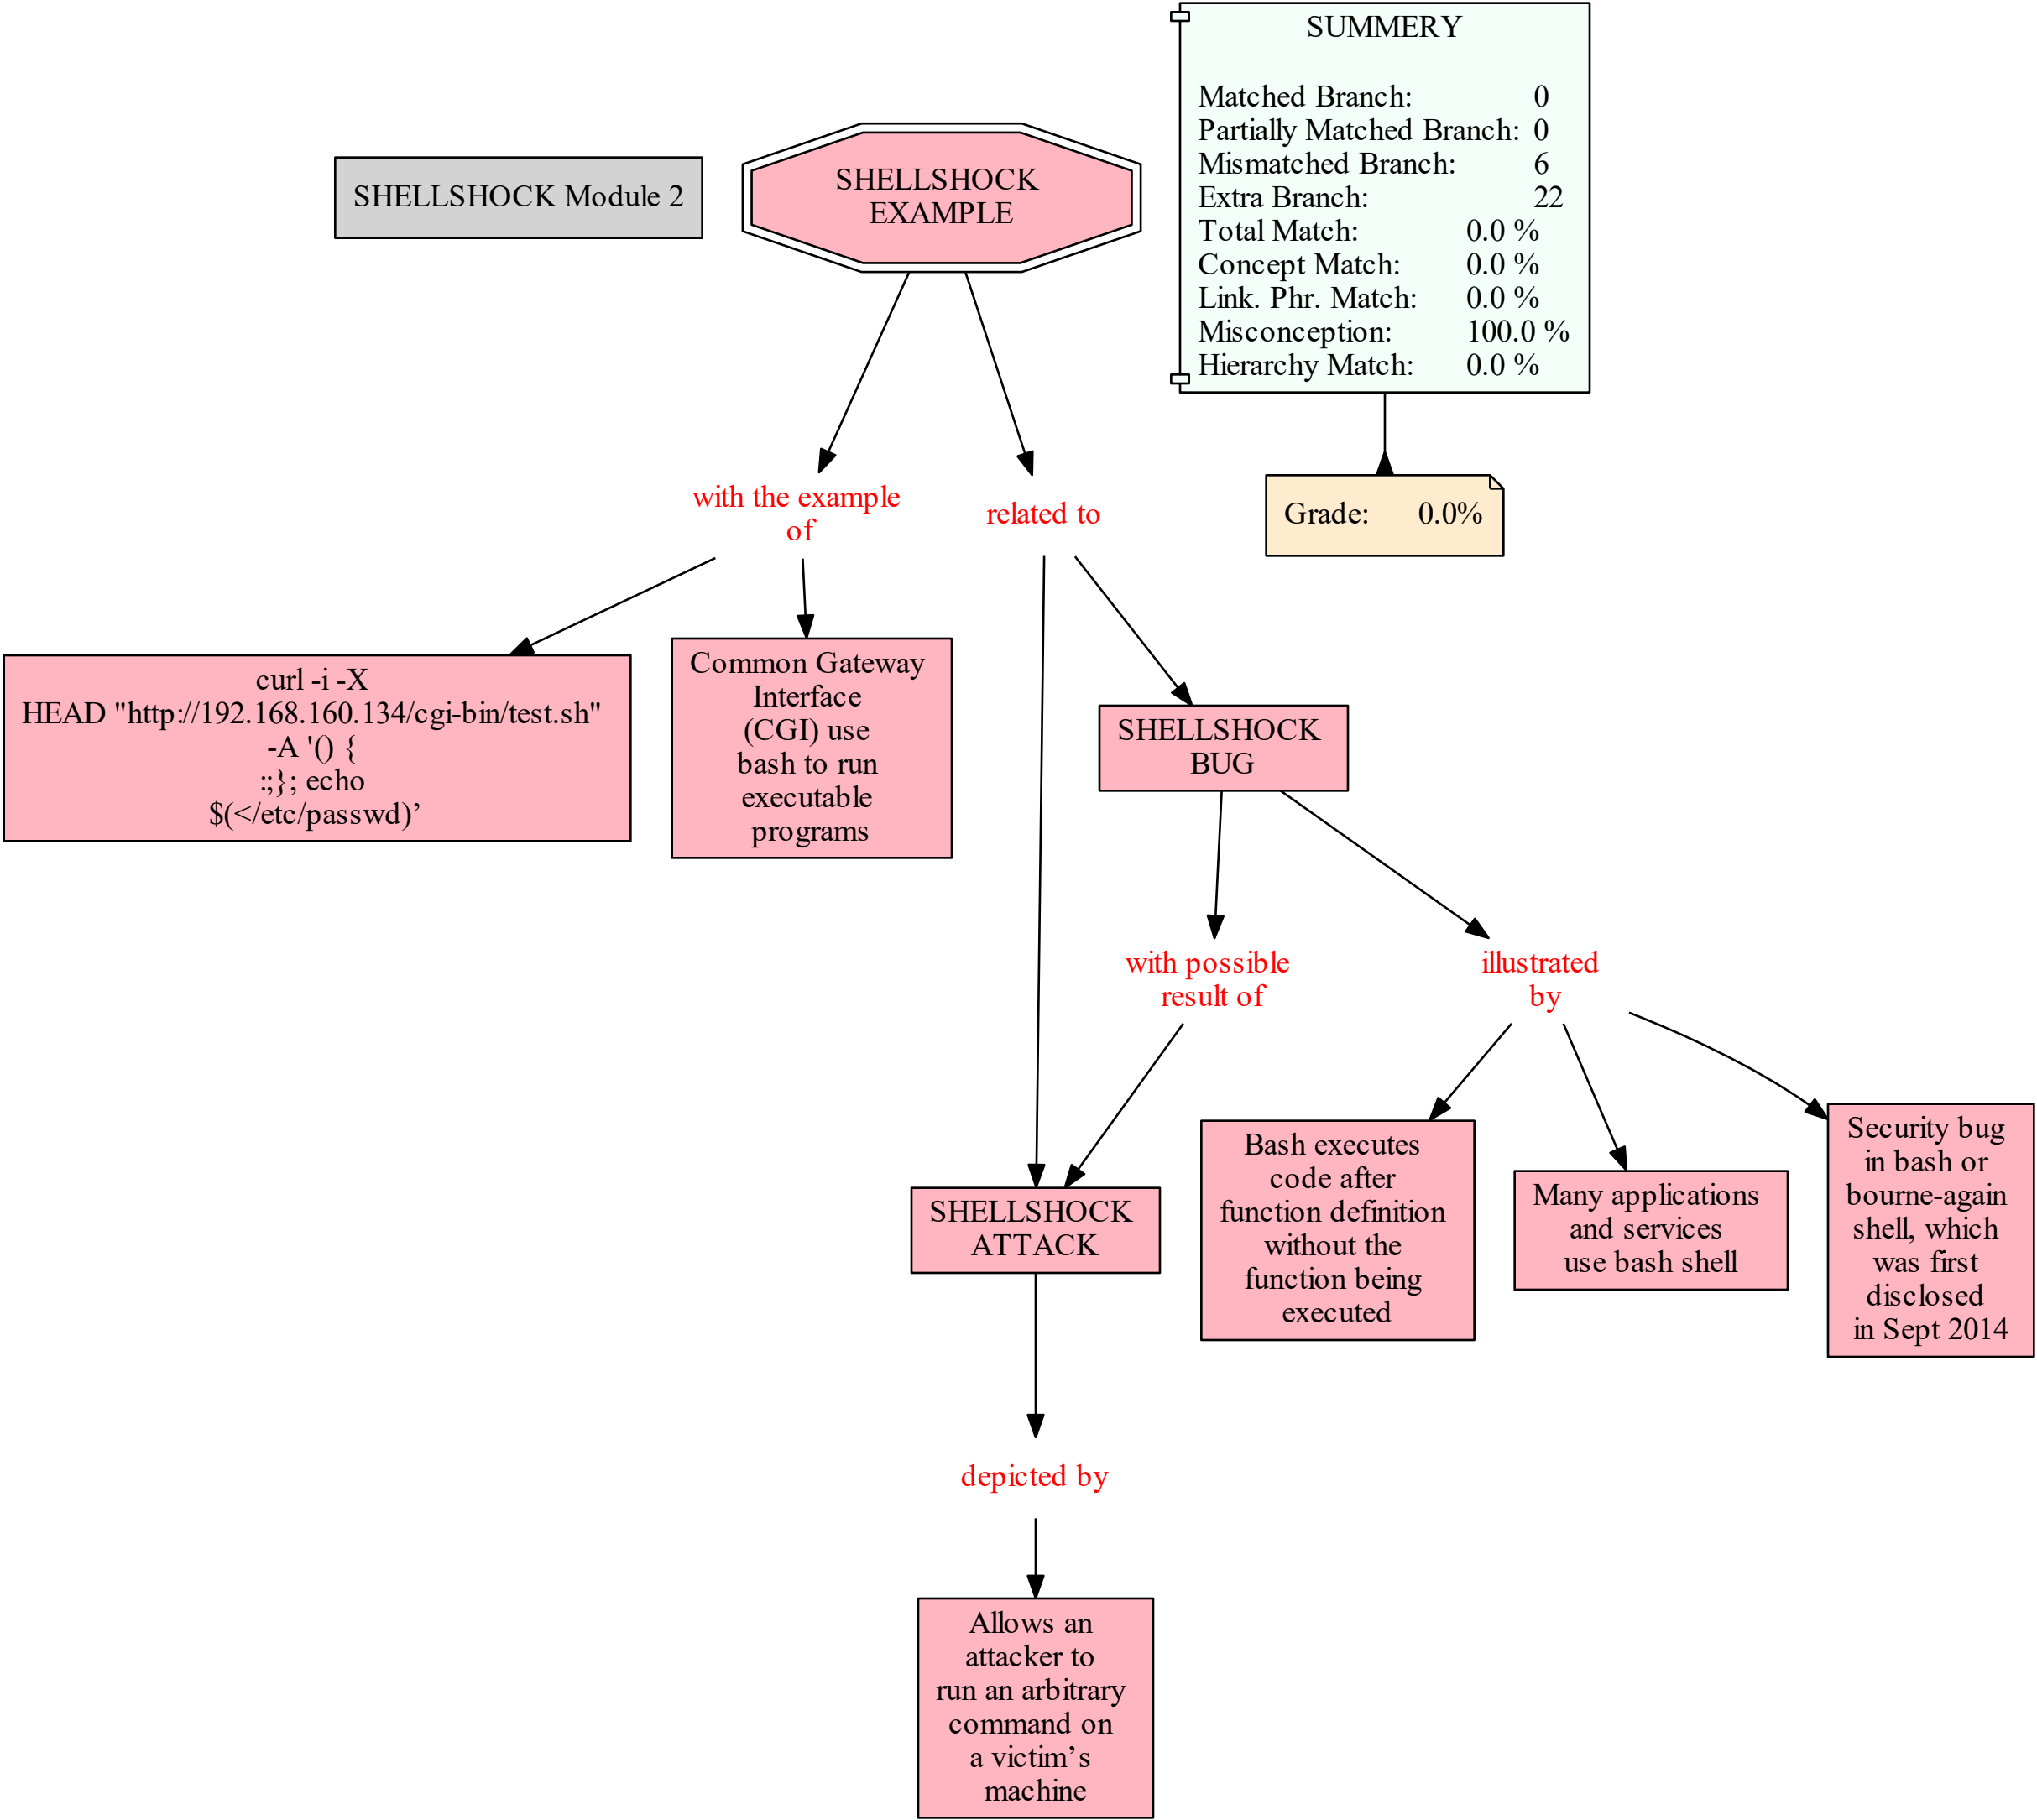 SHELLSHOCK Module 2
SHELLSHOCK
EXAMPLE
SUMMERY
Matched Branch: 0
Partially Matched Branch: 0
Mismatched Branch: 6
Extra Branch: 22
Total Match: 0.0 %
Concept Match: 0.0 %
Link. Phr. Match: 0.0 %
Misconception: 100.0 %
Hierarchy Match: 0.0 %
Grade: 0.0%
with the example
of
related to
curl -i -X
HEAD "http://192.168.160.134/cgi-bin/test.sh"
-A '() {
:;}; echo
$(</etc/passwd)’
Common Gateway
Interface
(CGI) use
bash to run
executable
programs
SHELLSHOCK
BUG
with possible
result of
illustrated
by
SHELLSHOCK
ATTACK
Bash executes
code after
function definition
without the
function being
executed
Many applications
and services
use bash shell
Security bug
in bash or
bourne-again
shell, which
was first
disclosed
in Sept 2014
depicted by
Allows an
attacker to
run an arbitrary
command on
a victim’s
machine